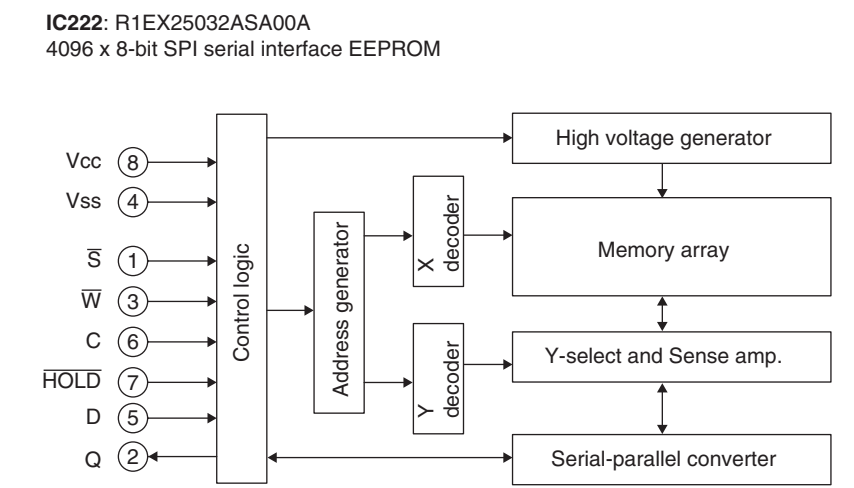 IC222: R1EX25032ASA00A
4096 x 8-bit SPI serial interface EEPROM
Vcc 8
Vss 4
S 1
W 3
C 6
HOLD 7
D 5
Q 2
Control logic
Address generator
X
decoder
Y
decoder
High voltage generator
Memory array
Y-select and Sense amp.
Serial-parallel converter